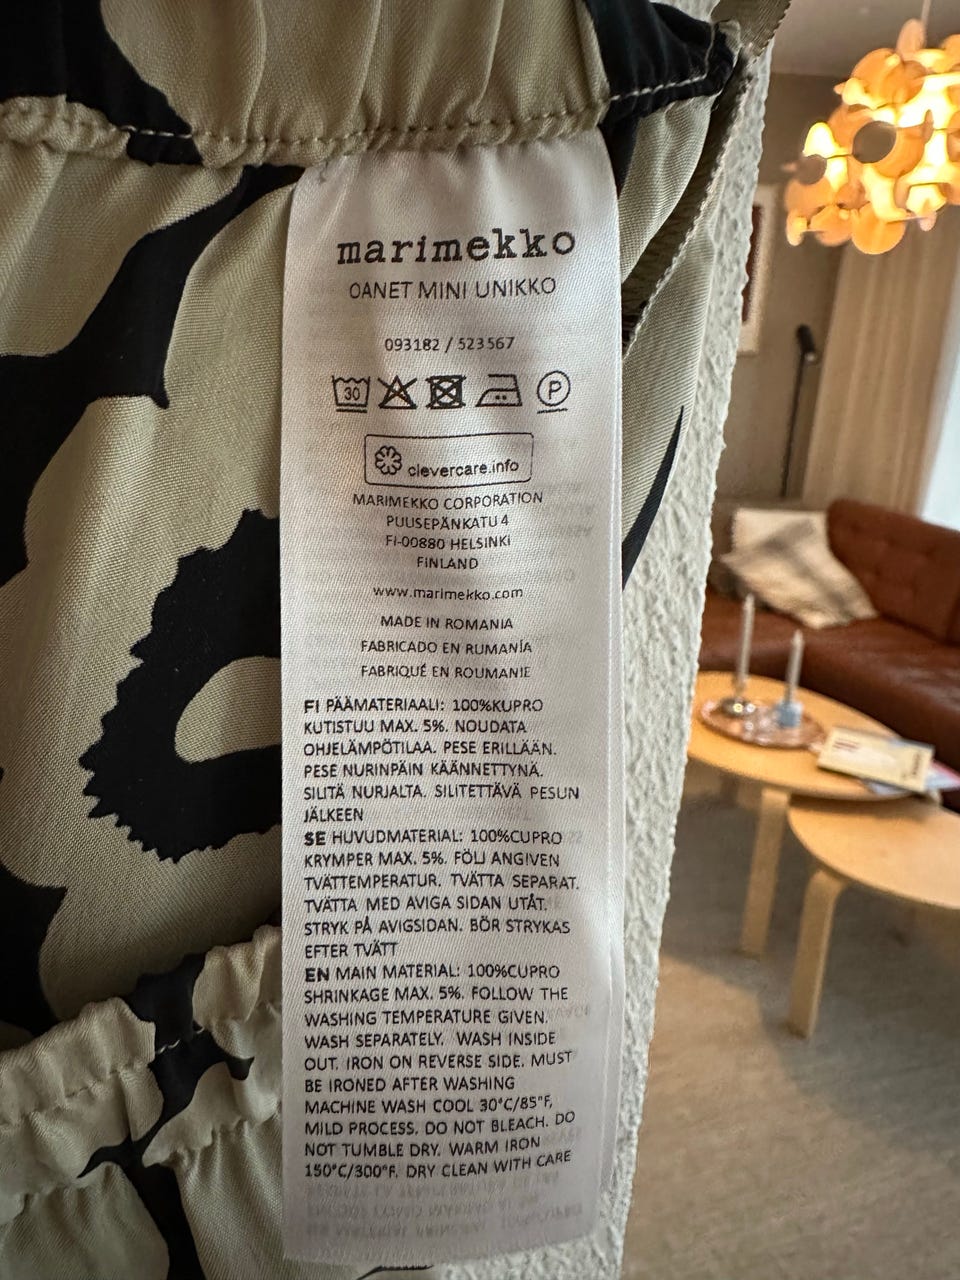 marimekko
OANET MINI UNIKKO
093182 / 523567
30 P
clevercare.info
MARIMEKKO CORPORATION
PUUSEPÄNKATU 4
FI-00880 HELSINKI
FINLAND
www.marimekko.com
MADE IN ROMANIA
FABRICADO EN RUMANÍA
FABRIQUÉ EN ROUMANIE
FI PÄÄMATERIAALI: 100%KUPRO
KUTISTUU MAX. 5%. NOUDATA
OHJELÄMPÖTILAA. PESE ERILLÄÄN.
PESE NURINPÄIN KÄÄNNETTYNÄ.
SILITÄ NURJALTA. SILITETTÄVÄ PESUN
JÄLKEEN
SE HUVUDMATERIAL: 100%CUPRO
KRYMPER MAX. 5%. FÖLJ ANGIVEN
TVÄTTEMPERATUR. TVÄTTA SEPARAT.
TVÄTTA MED AVIGA SIDAN UTÅT.
STRYK PÅ AVIGSIDAN. BÖR STRYKAS
EFTER TVÄTT
EN MAIN MATERIAL: 100%CUPRO
SHRINKAGE MAX. 5%. FOLLOW THE
WASHING TEMPERATURE GIVEN.
WASH SEPARATELY. WASH INSIDE
OUT. IRON ON REVERSE SIDE. MUST
BE IRONED AFTER WASHING
MACHINE WASH COOL 30°C/85°F,
MILD PROCESS. DO NOT BLEACH. DO
NOT TUMBLE DRY. WARM IRON
150°C/300°F. DRY CLEAN WITH CARE